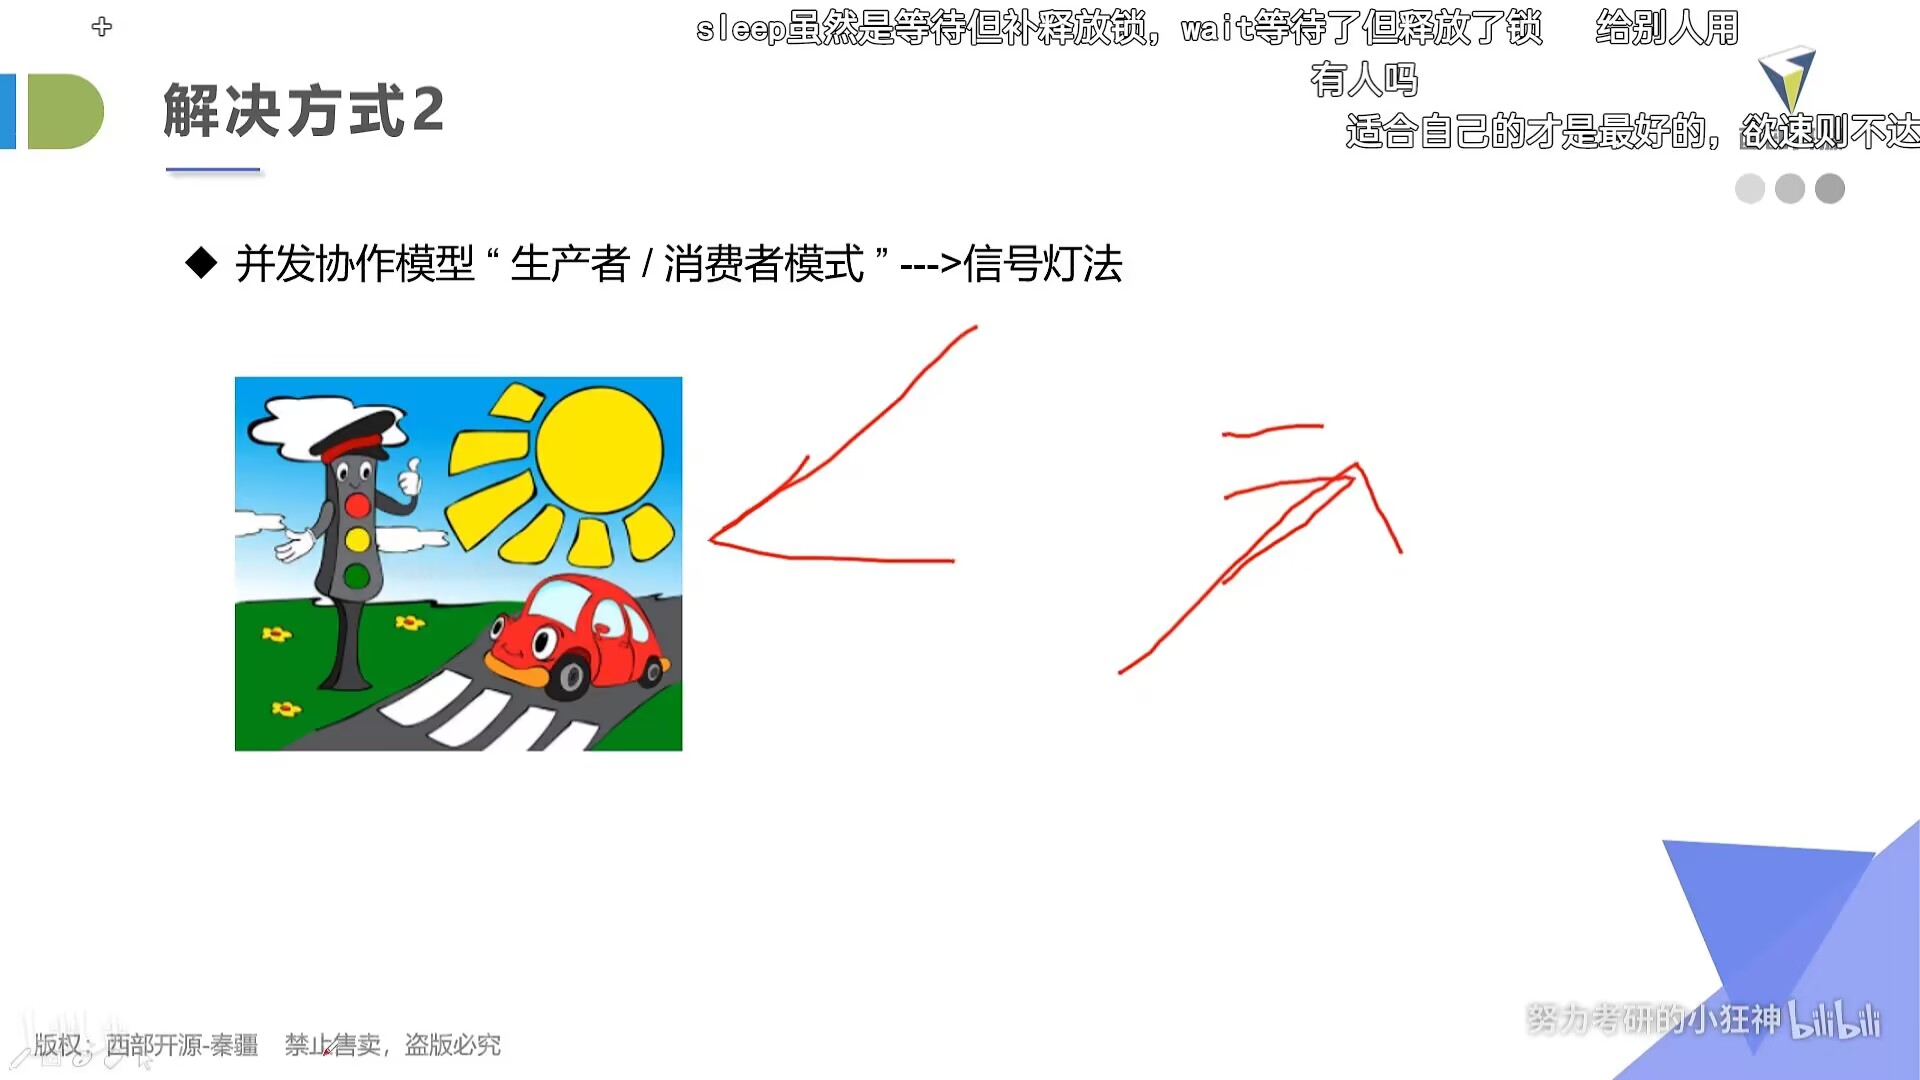 sleep虽然是等待但补释放锁，wait等待了但释放了锁
给别人用
有人吗
适合自己的才是最好的，欲速则不达
解决方式2
◆ 并发协作模型 “ 生产者 / 消费者模式 ” --->信号灯法
努力考研的小狂神 bilibili
版权：西部开源-秦疆 禁止售卖，盗版必究